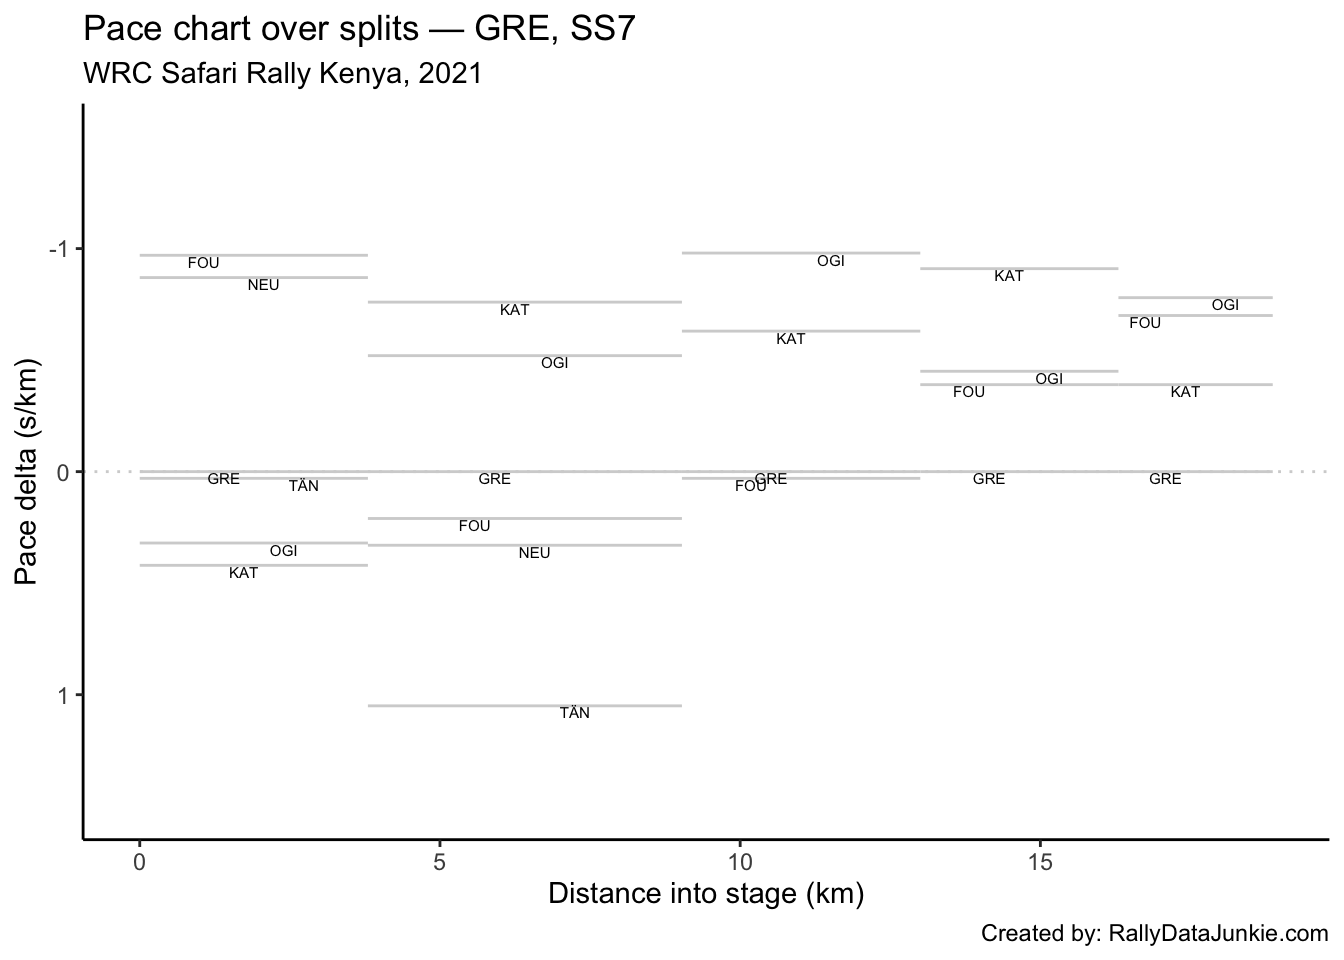 Pace chart over splits — GRE, SS7
WRC Safari Rally Kenya, 2021
Pace delta (s/km)
-1
0
1
FOU
NEU
GRE
TÄN
OGI
KAT
KAT
OGI
GRE
FOU
NEU
TÄN
OGI
KAT
GRE
FOU
KAT
OGI
FOU
GRE
OGI
FOU
KAT
GRE
0
5
10
15
Distance into stage (km)
Created by: RallyDataJunkie.com